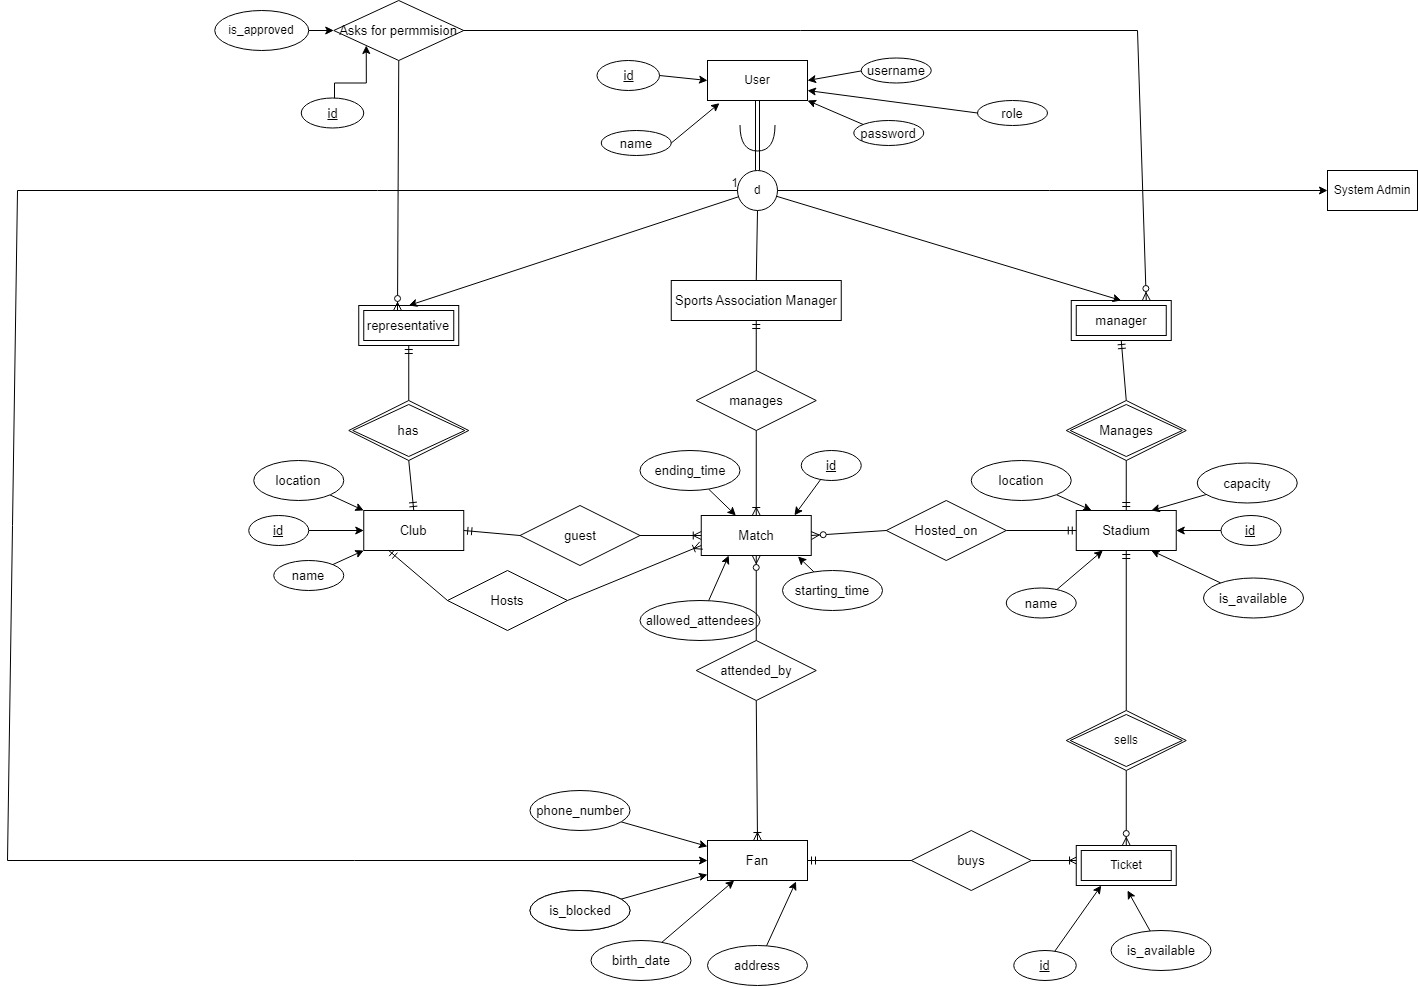 is_approved
Asks for permmision
id
User
id
username
role
name
password
1
d
System Admin
Sports Association Manager
representative
manager
manages
has
Manages
location
ending_time
id
location
capacity
id
Club
guest
Match
Hosted_on
Stadium
id
name
Hosts
starting_time
name
is_available
allowed_attendees
attended_by
sells
phone_number
Fan
buys
Ticket
is_blocked
birth_date
address
id
is_available